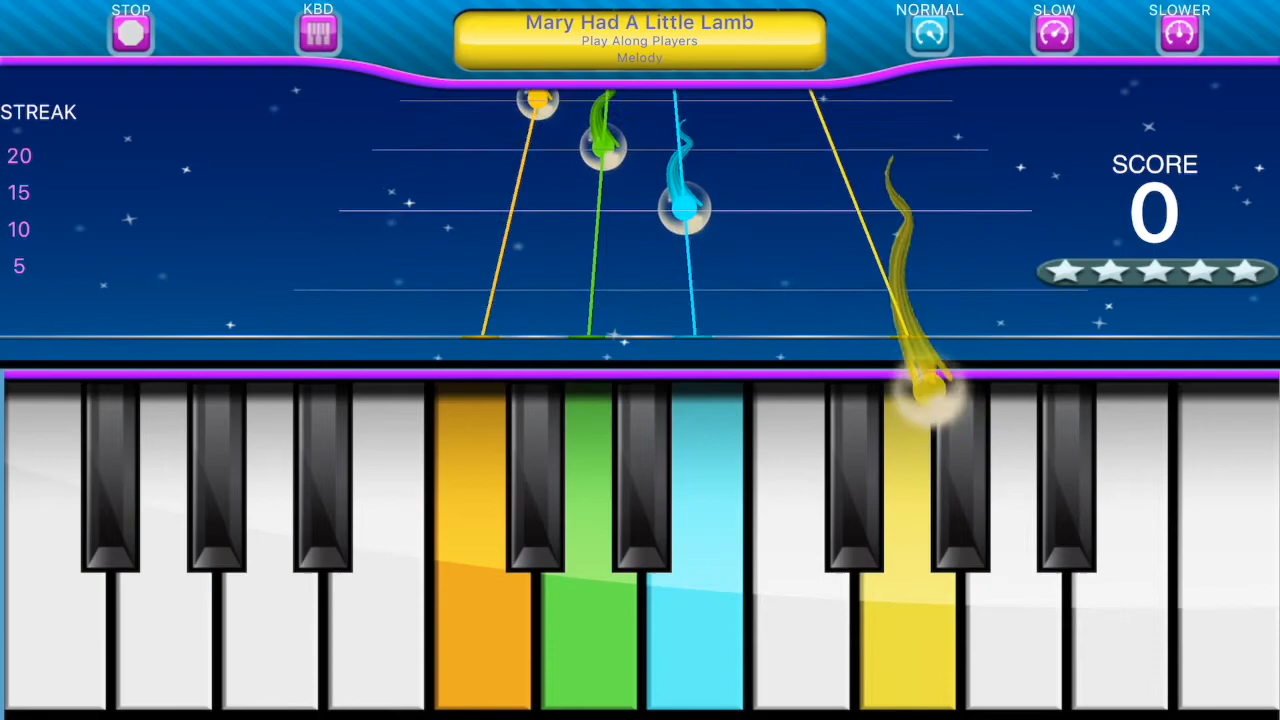 STOP
KBD
Mary Had A Little Lamb
Play Along Players
Melody
NORMAL
SLOW
SLOWER
STREAK
20
15
10
5
SCORE
0